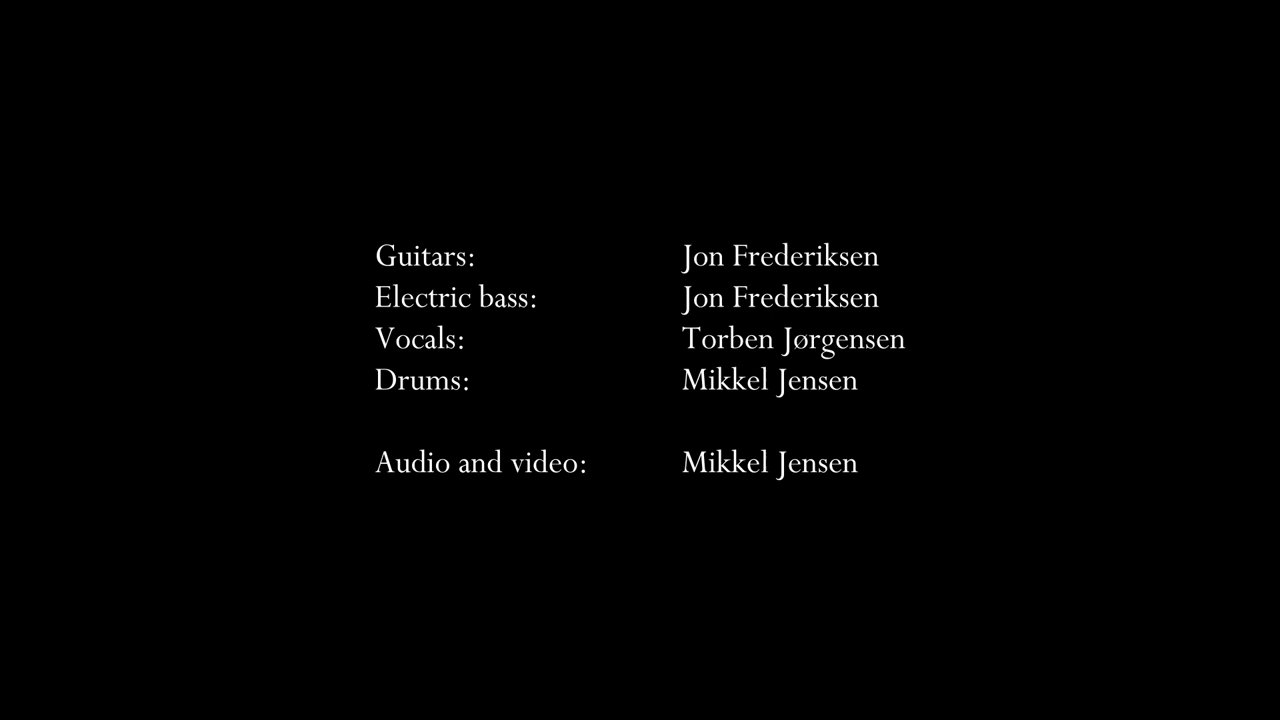 Guitars: Jon Frederiksen
Electric bass: Jon Frederiksen
Vocals: Torben Jørgensen
Drums: Mikkel Jensen
Audio and video: Mikkel Jensen